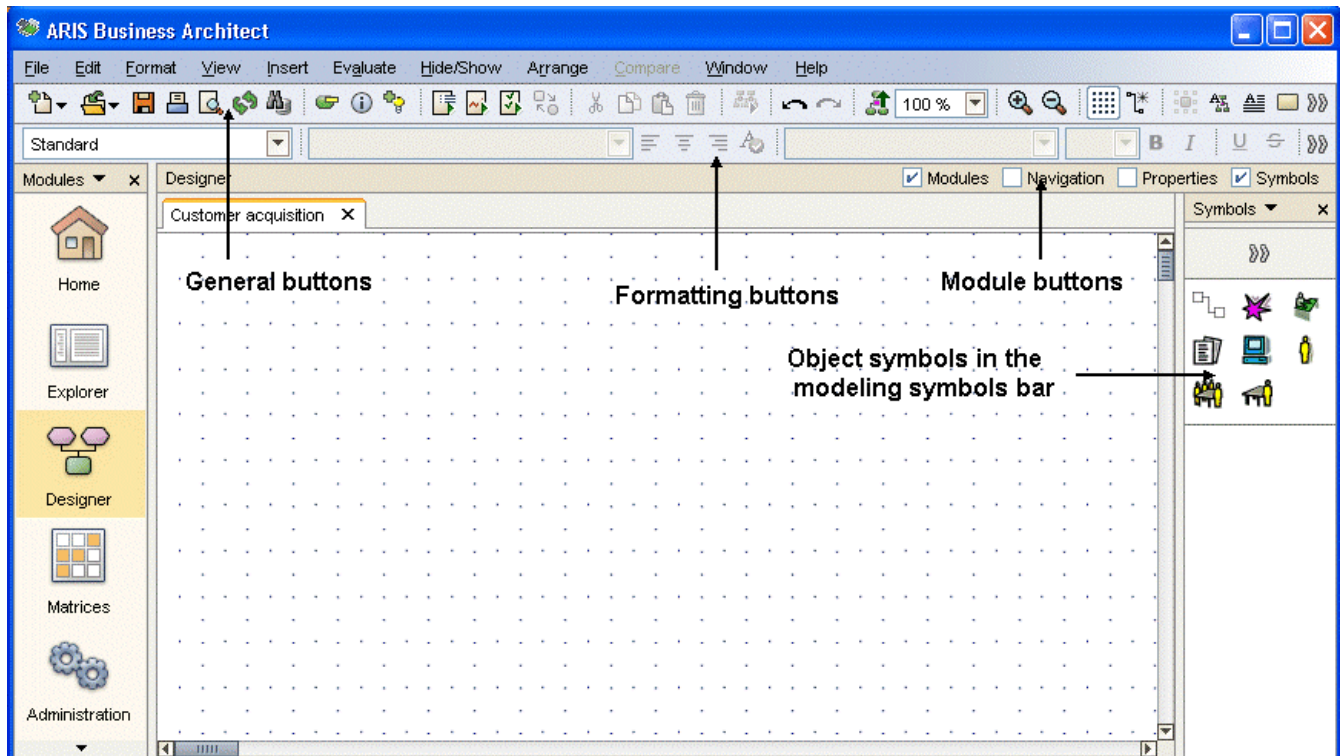 ARIS Business Architect
File Edit Format View Insert Evaluate Hide/Show Arrange Compare Window Help
100 %
Standard
B I U S
Modules
Designer
Modules Navigation Properties Symbols
Customer acquisition
Symbols
Home
General buttons
Formatting buttons
Module buttons
Object symbols in the
modeling symbols bar
Explorer
Designer
Matrices
Administration